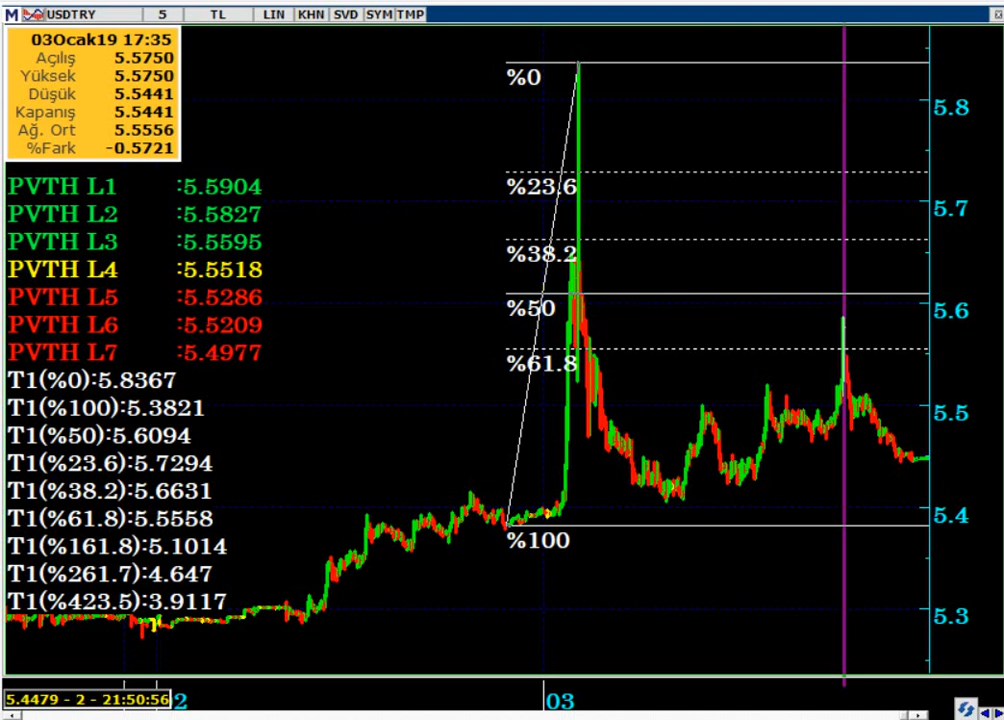 M USDTRY 5 TL LIN KHN SVD SYM TMP
03Ocak19 17:35
Açılış 5.5750
Yüksek 5.5750
Düşük 5.5441
Kapanış 5.5441
Ağ. Ort 5.5556
%Fark -0.5721
PVTH L1 :5.5904
PVTH L2 :5.5827
PVTH L3 :5.5595
PVTH L4 :5.5518
PVTH L5 :5.5286
PVTH L6 :5.5209
PVTH L7 :5.4977
T1(%0):5.8367
T1(%100):5.3821
T1(%50):5.6094
T1(%23.6):5.7294
T1(%38.2):5.6631
T1(%61.8):5.5558
T1(%161.8):5.1014
T1(%261.7):4.647
T1(%423.5):3.9117
%0
%23.6
%38.2
%50
%61.8
%100
5.8
5.7
5.6
5.5
5.4
5.3
5.4479 - 2 - 21:50:56
2
03